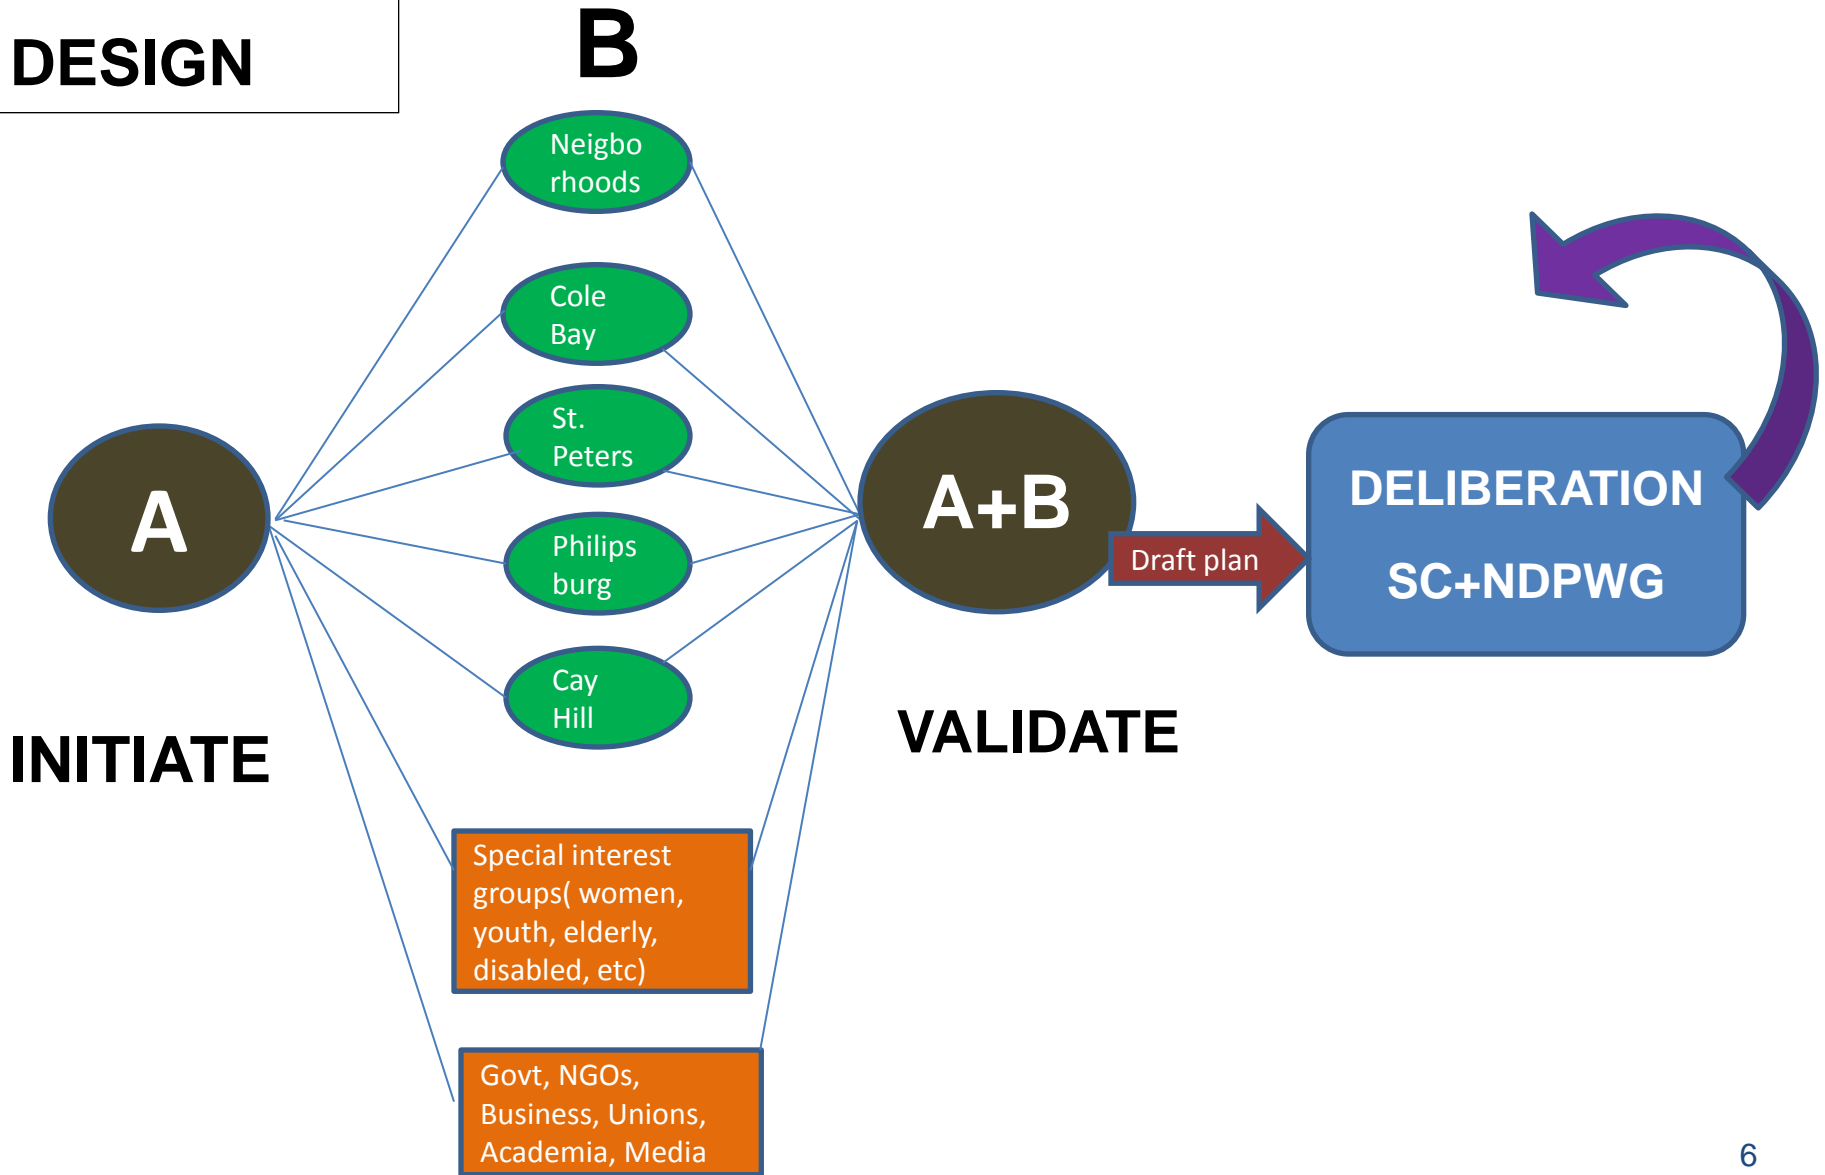 DESIGN
B
Neigbo
rhoods
Cole
Bay
St.
Peters
Philips
burg
Cay
Hill
A
INITIATE
Special interest
groups( women,
youth, elderly,
disabled, etc)
Govt, NGOs,
Business, Unions,
Academia, Media
A+B
VALIDATE
Draft plan
DELIBERATION
SC+NDPWG
6